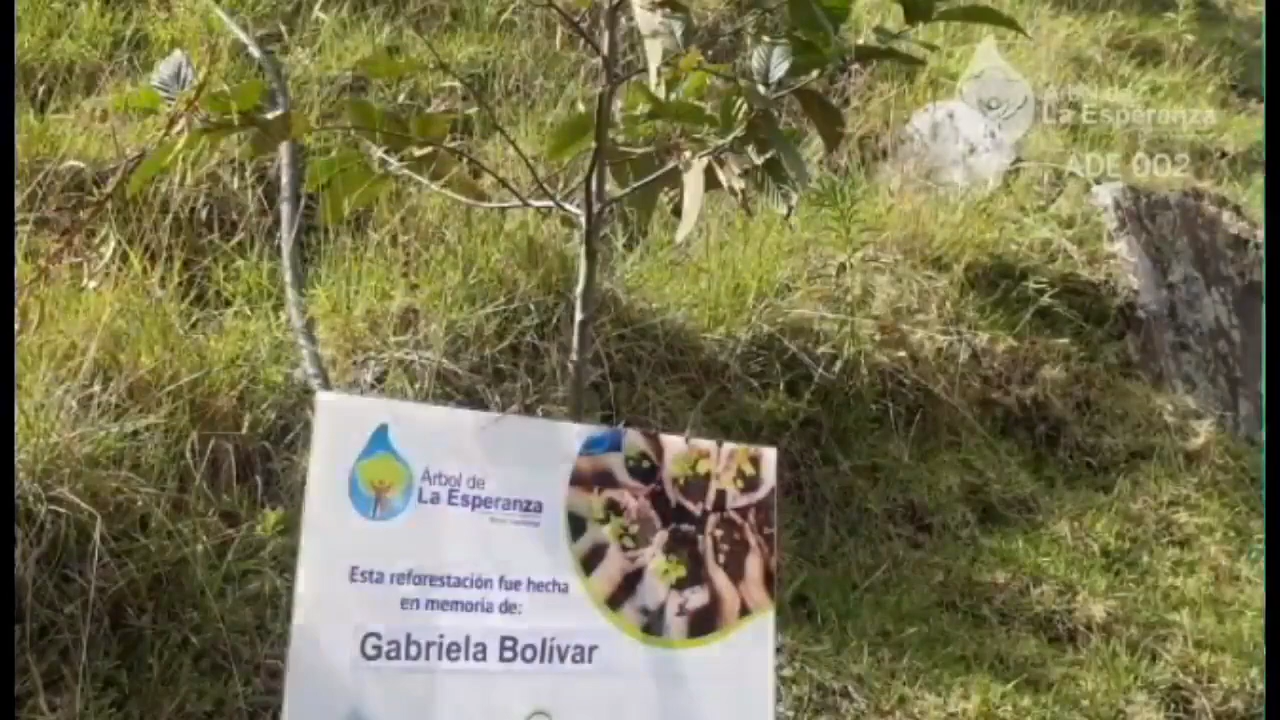 Árbol de
La Esperanza
ADE 002
Árbol de
La Esperanza
Esta reforestación fue hecha
en memoria de:
Gabriela Bolívar